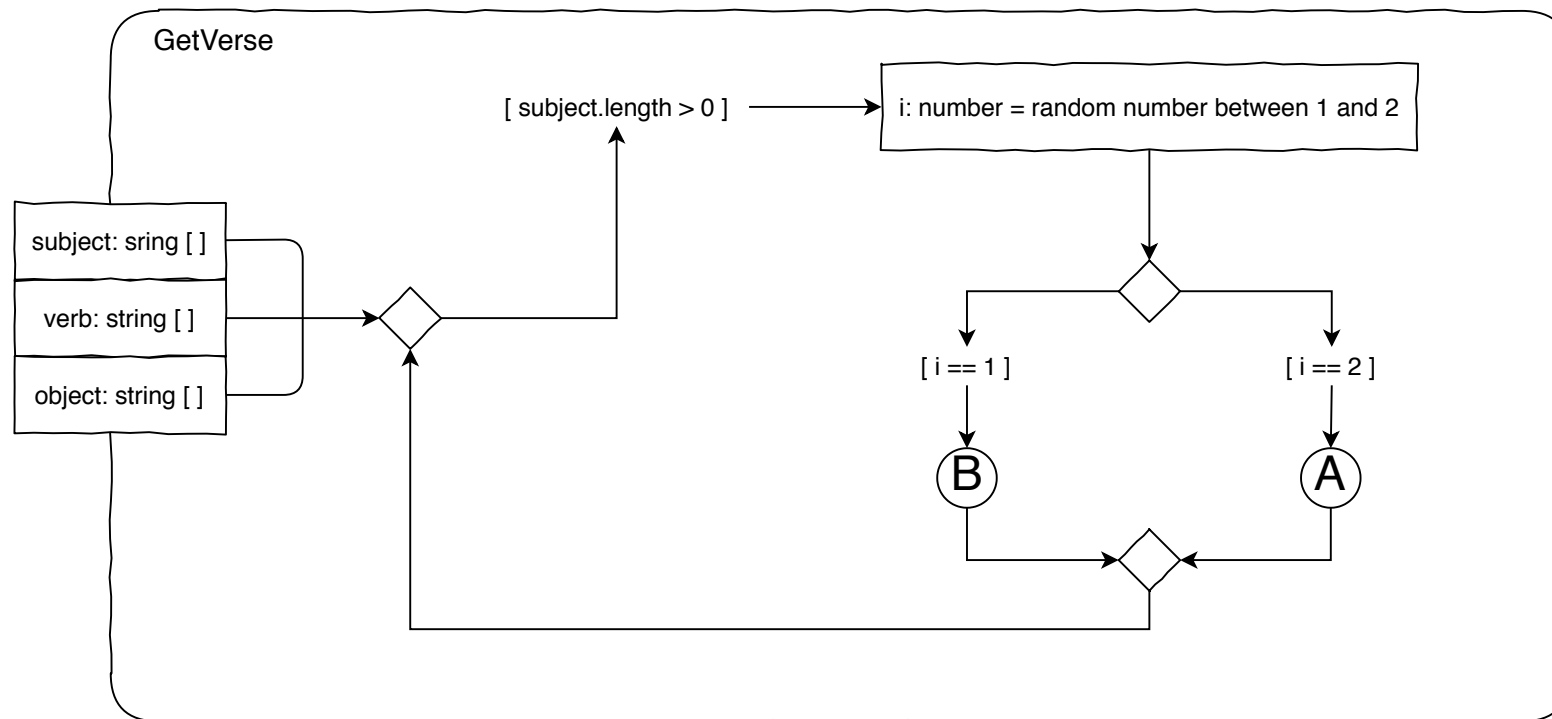 GetVerse
[ subject.length > 0 ]
i: number = random number between 1 and 2
subject: sring [ ]
verb: string [ ]
object: string [ ]
[ i == 1 ]
[ i == 2 ]
B
A